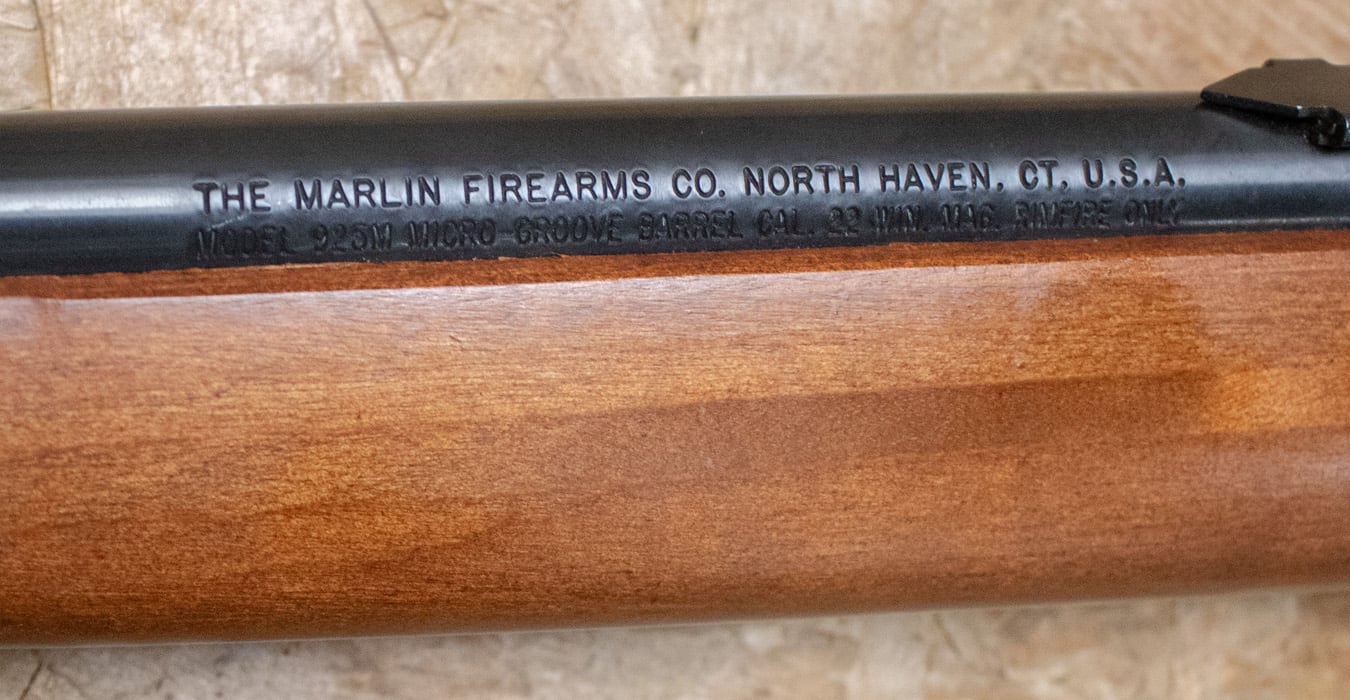 THE MARLIN FIREARMS CO. NORTH HAVEN, CT. U.S.A.
MODEL 925M MICRO-GROOVE BARREL CAL. 22 WIN. MAG. RIMFIRE ONLY